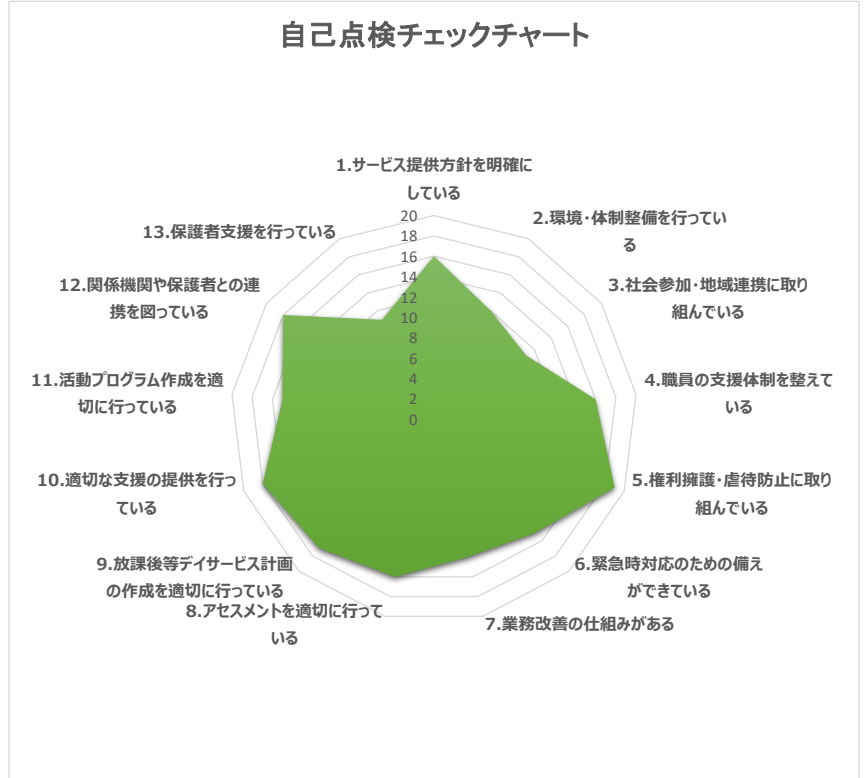 自己点検チェックチャート
1.サービス提供方針を明確に
している
2.環境・体制整備を行ってい
る
3.社会参加・地域連携に取り
組んでいる
4.職員の支援体制を整えて
いる
5.権利擁護・虐待防止に取り
組んでいる
6.緊急時対応のための備え
ができている
7.業務改善の仕組みがある
8.アセスメントを適切に行って
いる
9.放課後等デイサービス計画
の作成を適切に行っている
10.適切な支援の提供を行っ
ている
11.活動プログラム作成を適
切に行っている
12.関係機関や保護者との連
携を図っている
13.保護者支援を行っている
20
18
16
14
12
10
8
6
4
2
0